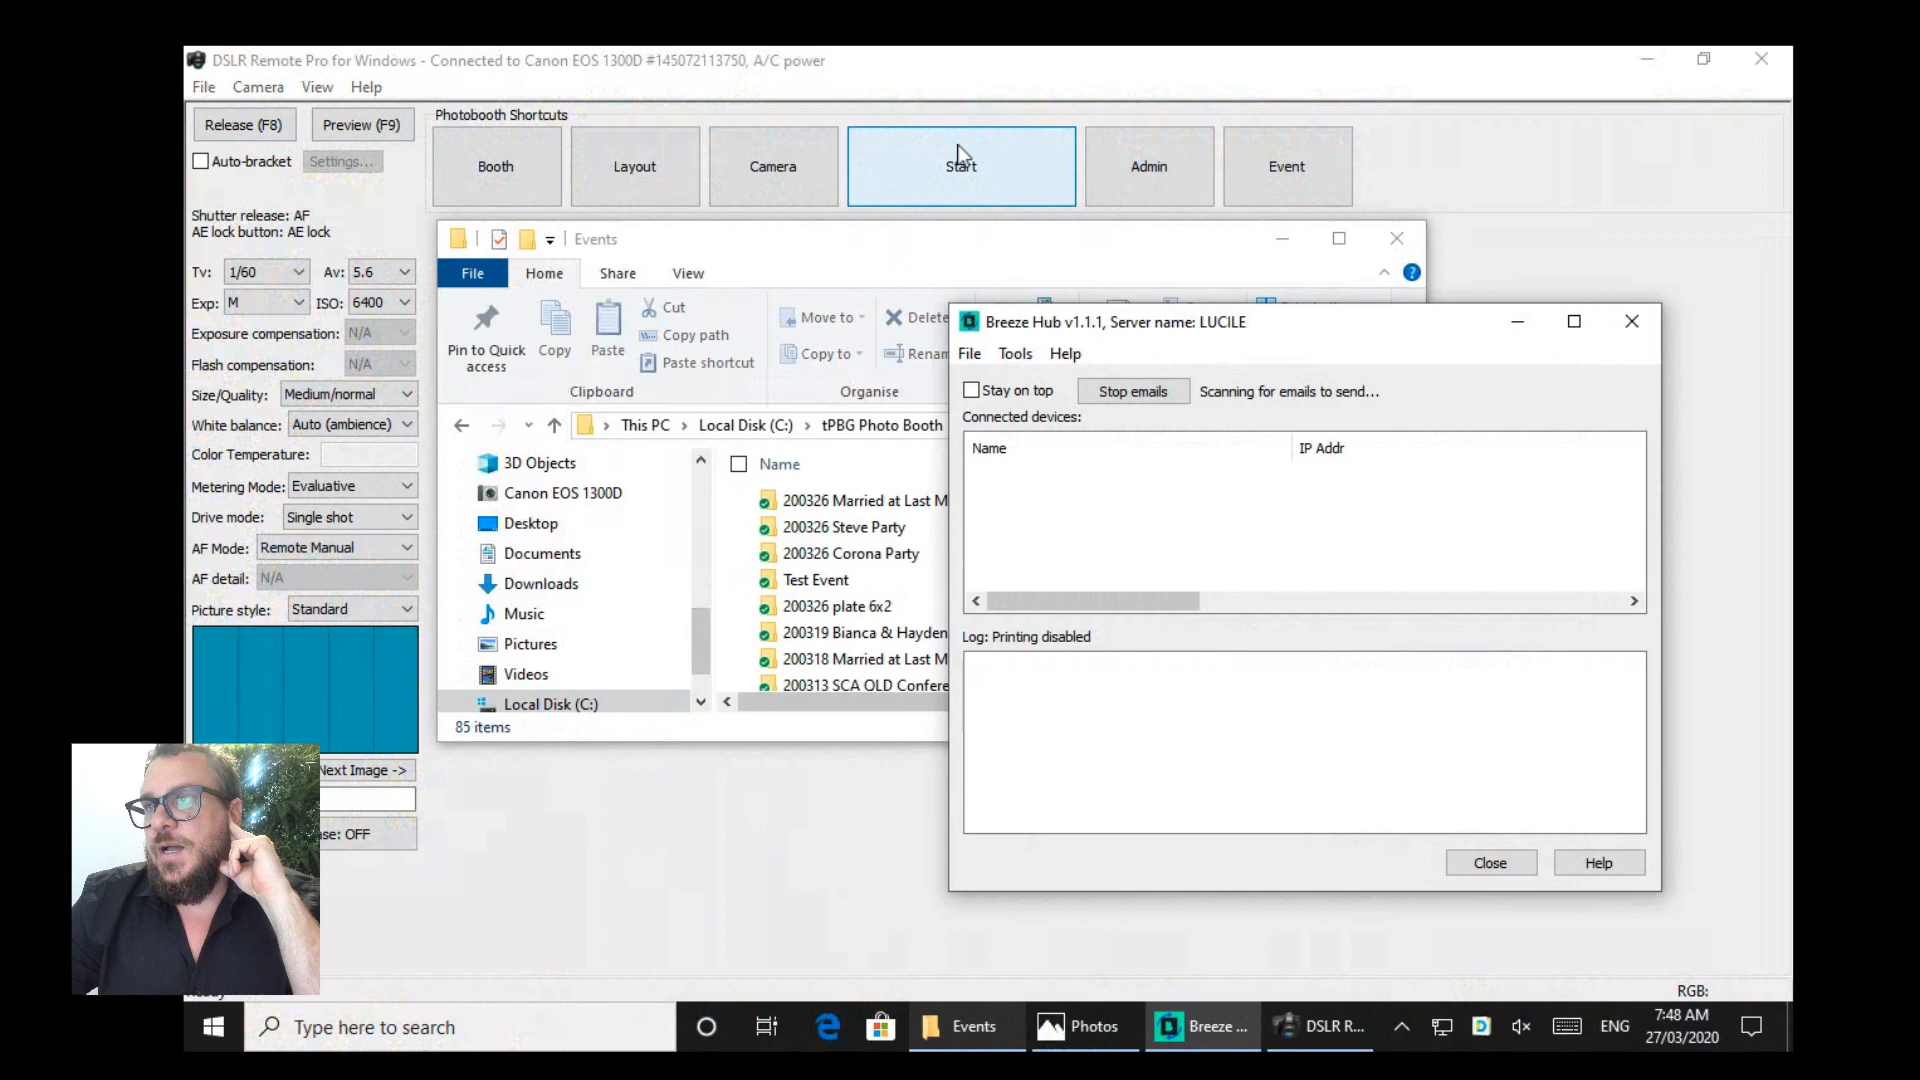 DSLR Remote Pro for Windows - Connected to Canon EOS 1300D #145072113750, A/C power
File Camera View Help
Release (F8) Preview (F9)
Auto-bracket Settings...
Photobooth Shortcuts
Booth Layout Camera Start Admin Event
Shutter release: AF
AE lock button: AE lock
Tv: 1/60 Av: 5.6
Exp: M ISO: 6400
Exposure compensation: N/A
Flash compensation: N/A
Size/Quality: Medium/normal
White balance: Auto (ambience)
Color Temperature:
Metering Mode: Evaluative
Drive mode: Single shot
AF Mode: Remote Manual
AF detail: N/A
Picture style: Standard
Next Image ->
OFF
Events
File Home Share View
Pin to Quick access
Copy
Paste
Cut
Copy path
Paste shortcut
Clipboard
Move to
Copy to
Delete
Organise
This PC > Local Disk (C:) > tPBG Photo Booth
3D Objects
Canon EOS 1300D
Desktop
Documents
Downloads
Music
Pictures
Videos
Local Disk (C:)
85 items
Name
200326 Married at Last M
200326 Steve Party
200326 Corona Party
Test Event
200326 plate 6x2
200319 Bianca & Hayden
200318 Married at Last M
200313 SCA QLD Confere
Breeze Hub v1.1.1, Server name: LUCILE
File Tools Help
Stay on top Stop emails Scanning for emails to send...
Connected devices:
Name IP Addr
Log: Printing disabled
Close Help
RGB:
Type here to search
Events
Photos
Breeze ...
DSLR R...
ENG
7:48 AM
27/03/2020